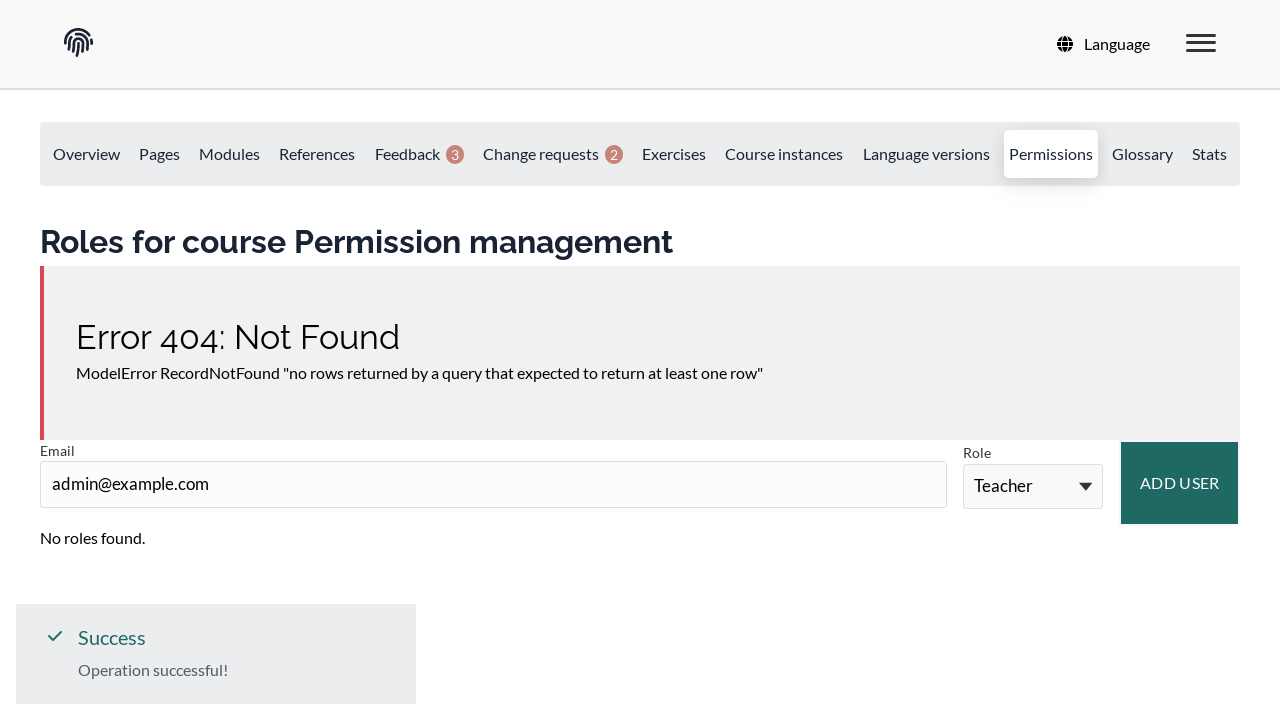 Language
Overview Pages Modules References Feedback 3 Change requests 2 Exercises Course instances Language versions Permissions Glossary Stats
Roles for course Permission management
Error 404: Not Found
ModelError RecordNotFound "no rows returned by a query that expected to return at least one row"
Email
Role
admin@example.com
Teacher
ADD USER
No roles found.
Success
Operation successful!